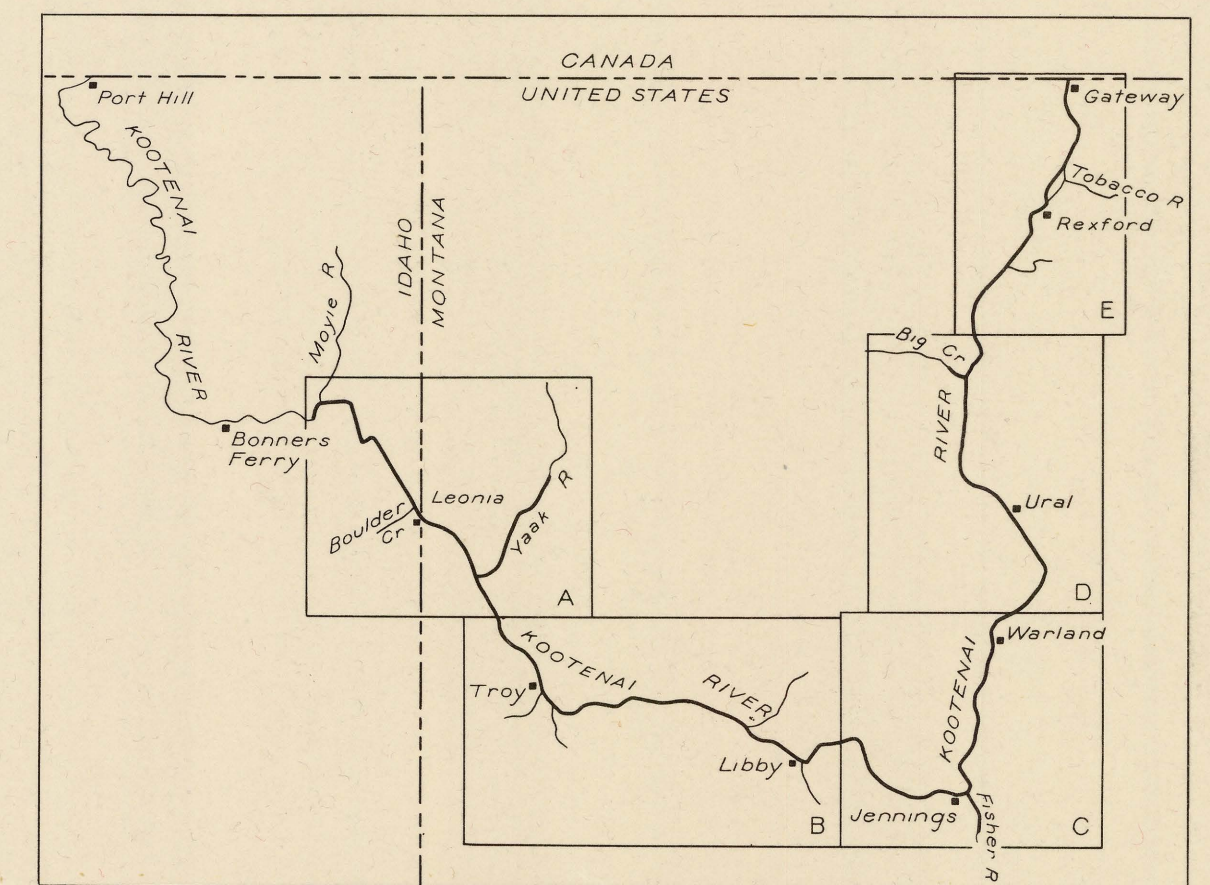 CANADA
UNITED STATES
Port Hill
Gateway
KOOTENAI
Tobacco R
Rexford
IDAHO
MONTANA
Moyie R
E
RIVER
Big Cr
RIVER
Bonners
Ferry
Leonia
Yaak R
Boulder
Cr
Ural
A
D
KOOTENAI
RIVER
Warland
KOOTENAI
Troy
Libby
Jennings
Fisher R
B
C